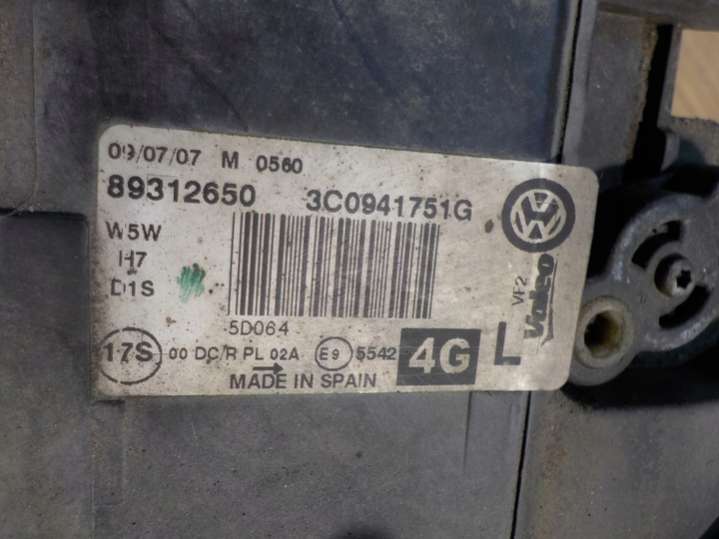 09/07/07 M 0560
89312650 3C0941751G
W5W
H7
D1S
5D064
17S 00 DC/R PL 02A E9 5542 4G L
MADE IN SPAIN
VF2
Valeo